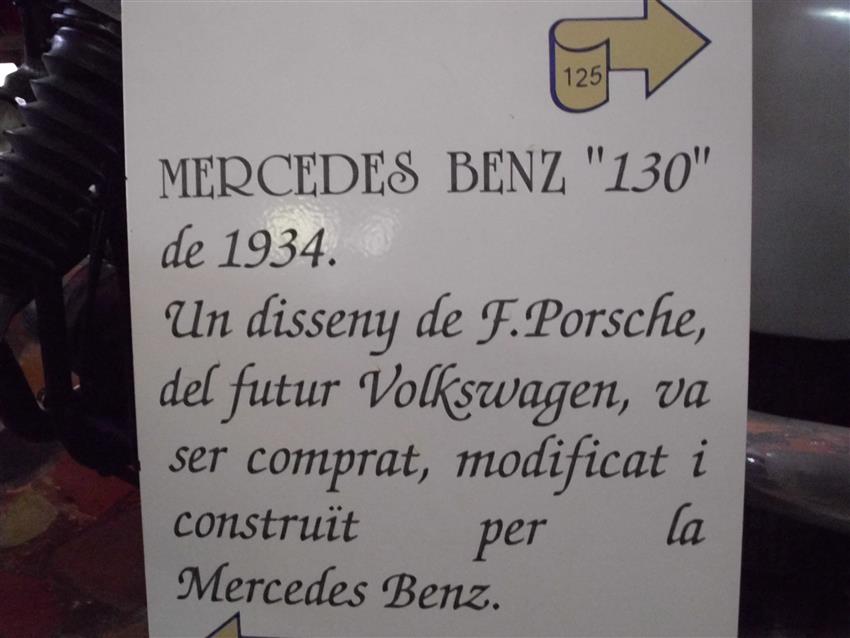 125
MERCEDES BENZ "130"
de 1934.
Un disseny de F.Porsche,
del futur Volkswagen, va
ser comprat, modificat i
construït per la
Mercedes Benz.